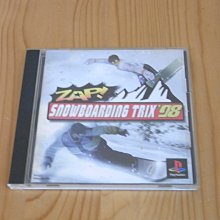 ZAP!
SNOWBOARDING TRIX '98